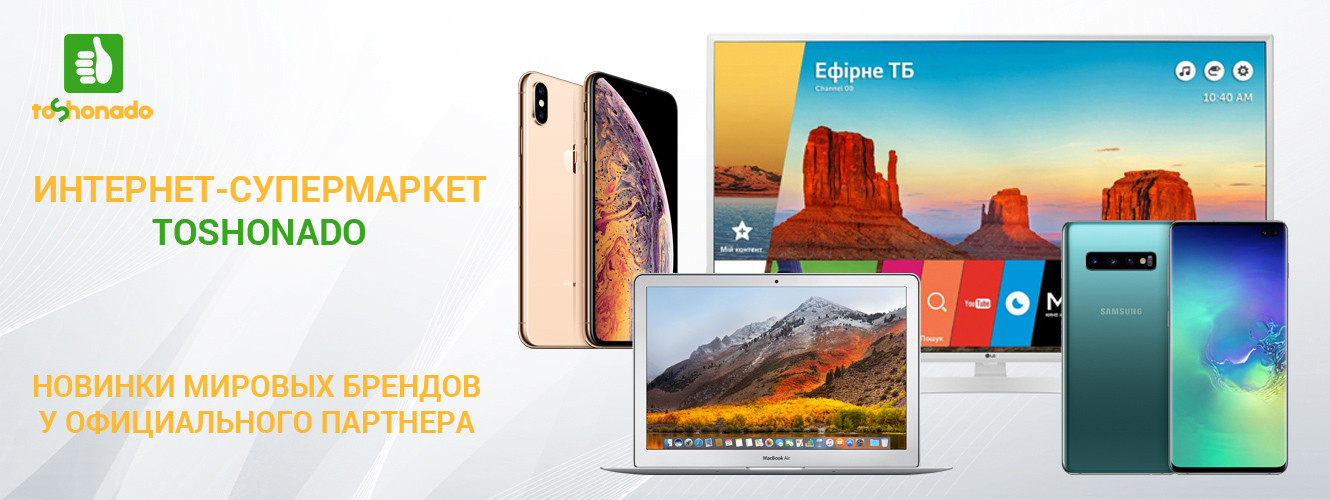 toShonado
ИНТЕРНЕТ-СУПЕРМАРКЕТ
TOSHONADO
НОВИНКИ МИРОВЫХ БРЕНДОВ
У ОФИЦИАЛЬНОГО ПАРТНЕРА
Ефірне ТБ
Channel 00
10:40 AM
Мій контент
Пошук
YouTube
LG
MacBook Air
SAMSUNG